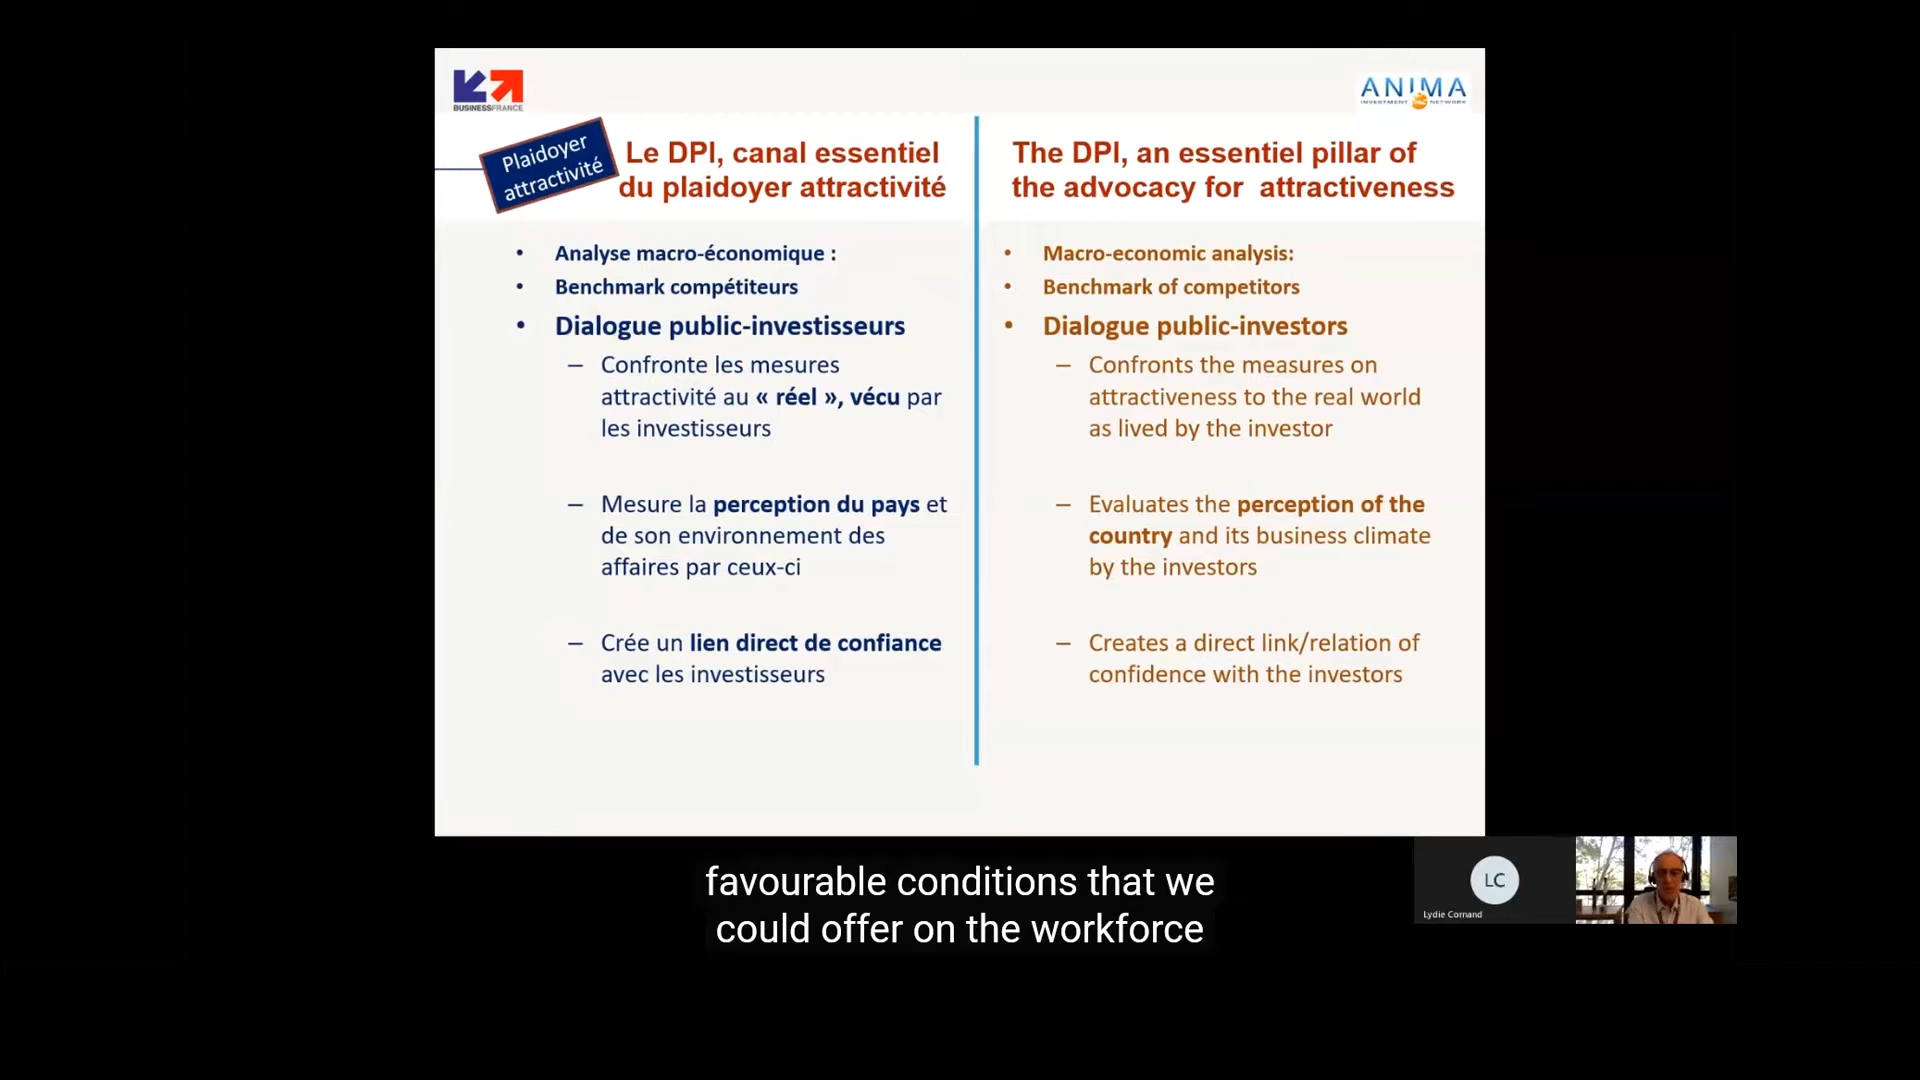 BUSINESSFRANCE
ANIMA
INVESTMENT NETWORK
Plaidoyer
attractivité
Le DPI, canal essentiel
du plaidoyer attractivité
• Analyse macro-économique :
• Benchmark compétiteurs
• Dialogue public-investisseurs
– Confronte les mesures
attractivité au « réel », vécu par
les investisseurs
– Mesure la perception du pays et
de son environnement des
affaires par ceux-ci
– Crée un lien direct de confiance
avec les investisseurs
The DPI, an essentiel pillar of
the advocacy for attractiveness
• Macro-economic analysis:
• Benchmark of competitors
• Dialogue public-investors
– Confronts the measures on
attractiveness to the real world
as lived by the investor
– Evaluates the perception of the
country and its business climate
by the investors
– Creates a direct link/relation of
confidence with the investors
LC
Lydie Cornand
favourable conditions that we
could offer on the workforce